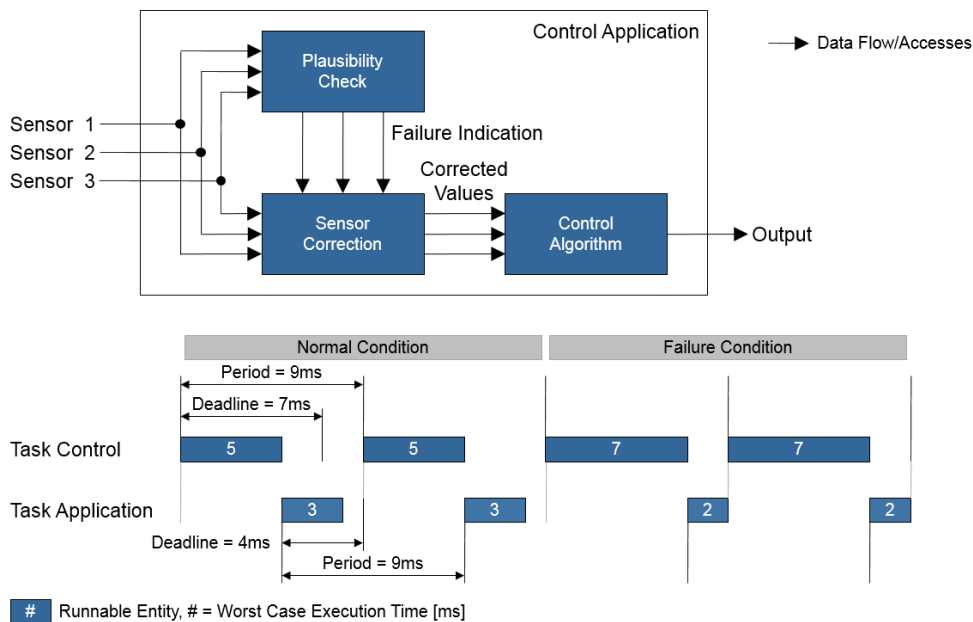 Control Application
Data Flow/Accesses
Plausibility
Check
Sensor 1
Sensor 2
Sensor 3
Failure Indication
Corrected
Values
Sensor
Correction
Control
Algorithm
Output
Normal Condition
Failure Condition
Period = 9ms
Deadline = 7ms
Task Control
5
5
7
7
Task Application
3
3
2
2
Deadline = 4ms
Period = 9ms
# Runnable Entity, # = Worst Case Execution Time [ms]